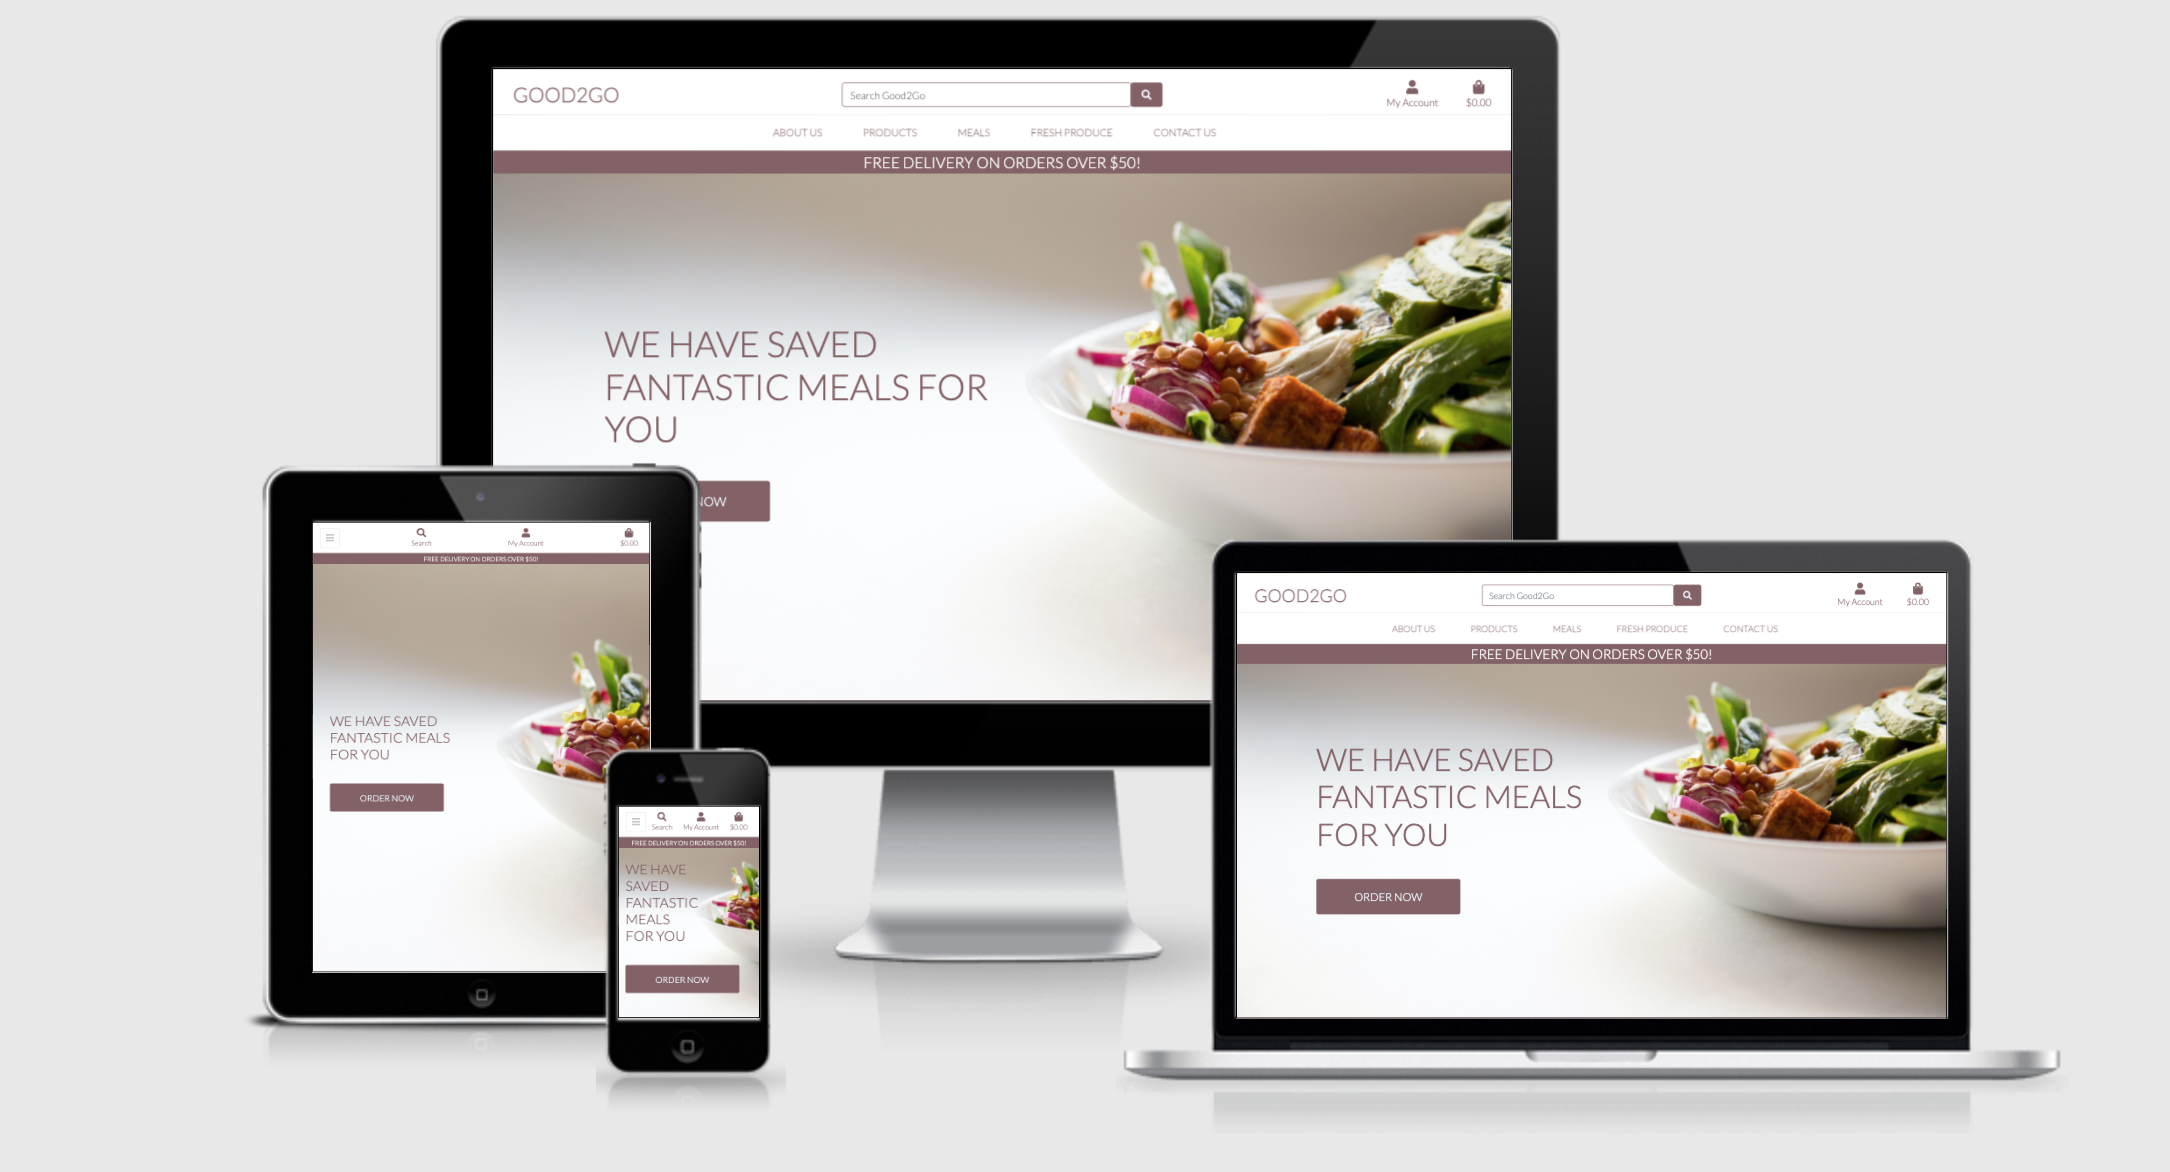 GOOD2GO
Search Good2Go
My Account
$0.00
ABOUT US PRODUCTS MEALS FRESH PRODUCE CONTACT US
FREE DELIVERY ON ORDERS OVER $50!
WE HAVE SAVED
FANTASTIC MEALS FOR
YOU
NOW
Search
My Account
$0.00
FREE DELIVERY ON ORDERS OVER $50!
WE HAVE SAVED
FANTASTIC MEALS
FOR YOU
ORDER NOW
Search
My Account
$0.00
FREE DELIVERY ON ORDERS OVER $50!
WE HAVE
SAVED
FANTASTIC
MEALS
FOR YOU
ORDER NOW
GOOD2GO
Search Good2Go
My Account
$0.00
ABOUT US PRODUCTS MEALS FRESH PRODUCE CONTACT US
FREE DELIVERY ON ORDERS OVER $50!
WE HAVE SAVED
FANTASTIC MEALS
FOR YOU
ORDER NOW